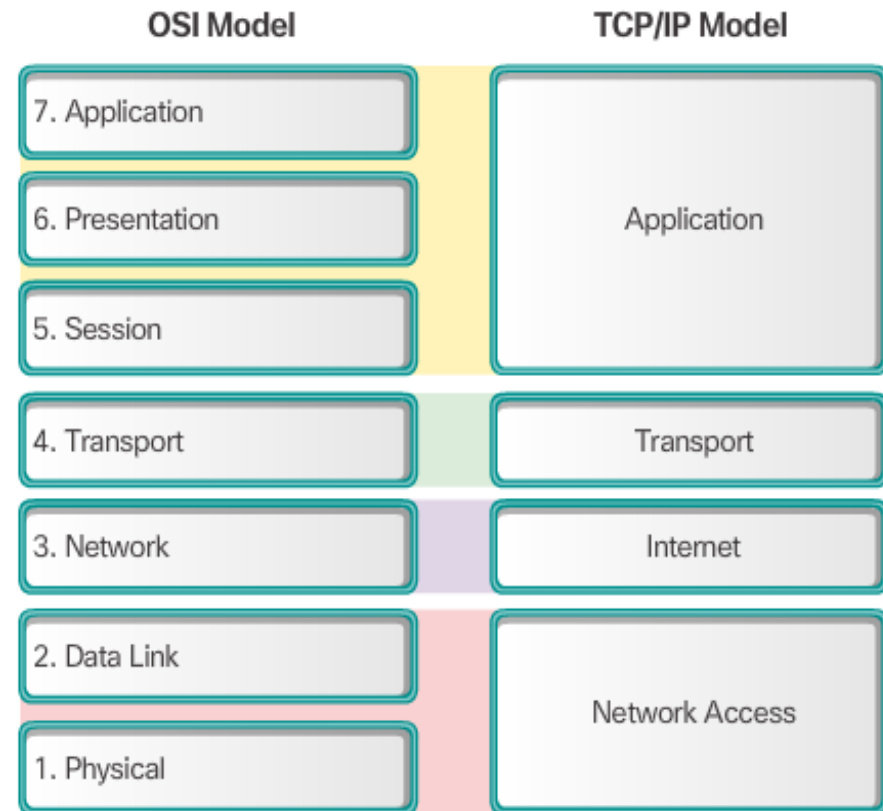 OSI Model
TCP/IP Model
7. Application
6. Presentation
5. Session
Application
4. Transport
Transport
3. Network
Internet
2. Data Link
1. Physical
Network Access